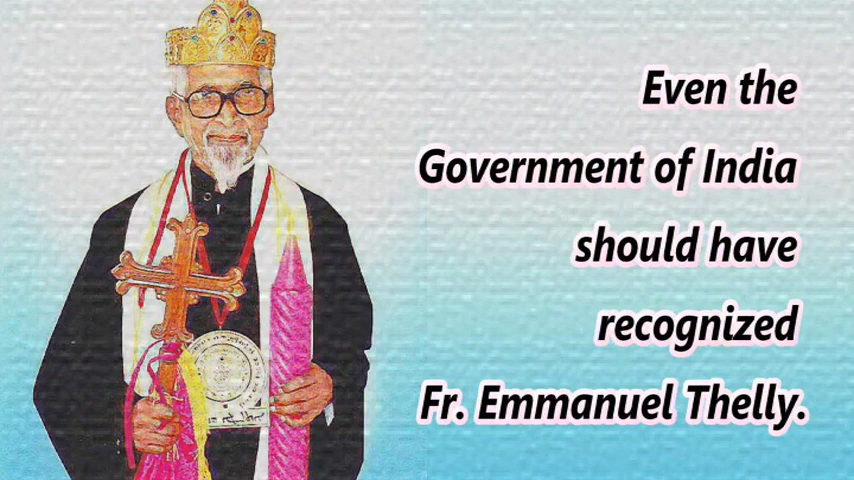 Even the
Government of India
should have
recognized
Fr. Emmanuel Thelly.